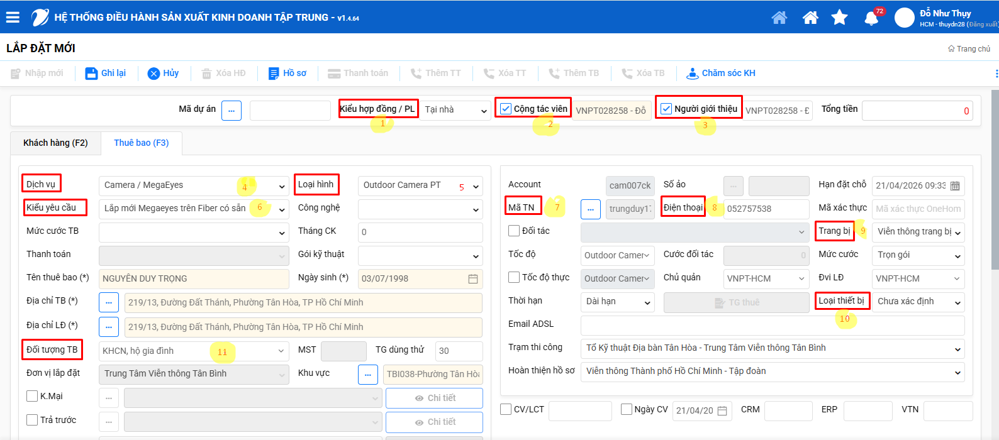 HỆ THỐNG ĐIỀU HÀNH SẢN XUẤT KINH DOANH TẬP TRUNG - v1.4.64
72
Đỗ Như Thụy
HCM - thuydn28 (Đăng xuất)
LẮP ĐẶT MỚI
Trang chủ
Nhập mới
Ghi lại
Hủy
Xóa HĐ
Hồ sơ
Thanh toán
Thêm TT
Xóa TT
Thêm TB
Xóa TB
Chăm sóc KH
Mã dự án
...
Kiểu hợp đồng / PL
Tại nhà
Cộng tác viên
VNPT028258 - Đỗ
Người giới thiệu
VNPT028258 - Đ
Tổng tiền
0
1
2
3
Khách hàng (F2)
Thuê bao (F3)
Dịch vụ
Camera / MegaEyes
4
Loại hình
Outdoor Camera PT
5
Kiểu yêu cầu
Lắp mới Megaeyes trên Fiber có sẵn
6
Công nghệ
Mức cước TB
Tháng CK
0
Thanh toán
Gói kỹ thuật
Tên thuê bao (*)
NGUYỄN DUY TRỌNG
Ngày sinh (*)
03/07/1998
Địa chỉ TB (*)
...
219/13, Đường Đất Thánh, Phường Tân Hòa, TP Hồ Chí Minh
Địa chỉ LĐ (*)
...
219/13, Đường Đất Thánh, Phường Tân Hòa, TP Hồ Chí Minh
Đối tượng TB
KHCN, hộ gia đình
11
MST
TG dùng thử
30
Đơn vị lắp đặt
Trung Tâm Viễn thông Tân Bình
Khu vực
...
TBI038-Phường Tân Hòa
K.Mại
...
Chi tiết
Trả trước
...
Chi tiết
Account
cam007ck
Số ảo
...
Hạn đặt chỗ
21/04/2026 09:33
Mã TN
7
...
trungduy17
Điện thoại
8
052757538
Mã xác thực
Mã xác thực OneHom
Đối tác
Trang bị
9
Viễn thông trang bị
Tốc độ
Outdoor Camer
Cước đối tác
0
Mức cước
Trọn gói
Tốc độ thực
Outdoor Camer
Chủ quản
VNPT-HCM
Đvi LĐ
VNPT-HCM
Thời hạn
Dài hạn
TG thuê
Loại thiết bị
Chưa xác định
10
Email ADSL
Trạm thi công
Tổ Kỹ thuật Địa bàn Tân Hòa - Trung Tâm Viễn thông Tân Bình
Hoàn thiện hồ sơ
Viễn thông Thành phố Hồ Chí Minh - Tập đoàn
CV/LCT
Ngày CV
21/04/20
CRM
ERP
VTN